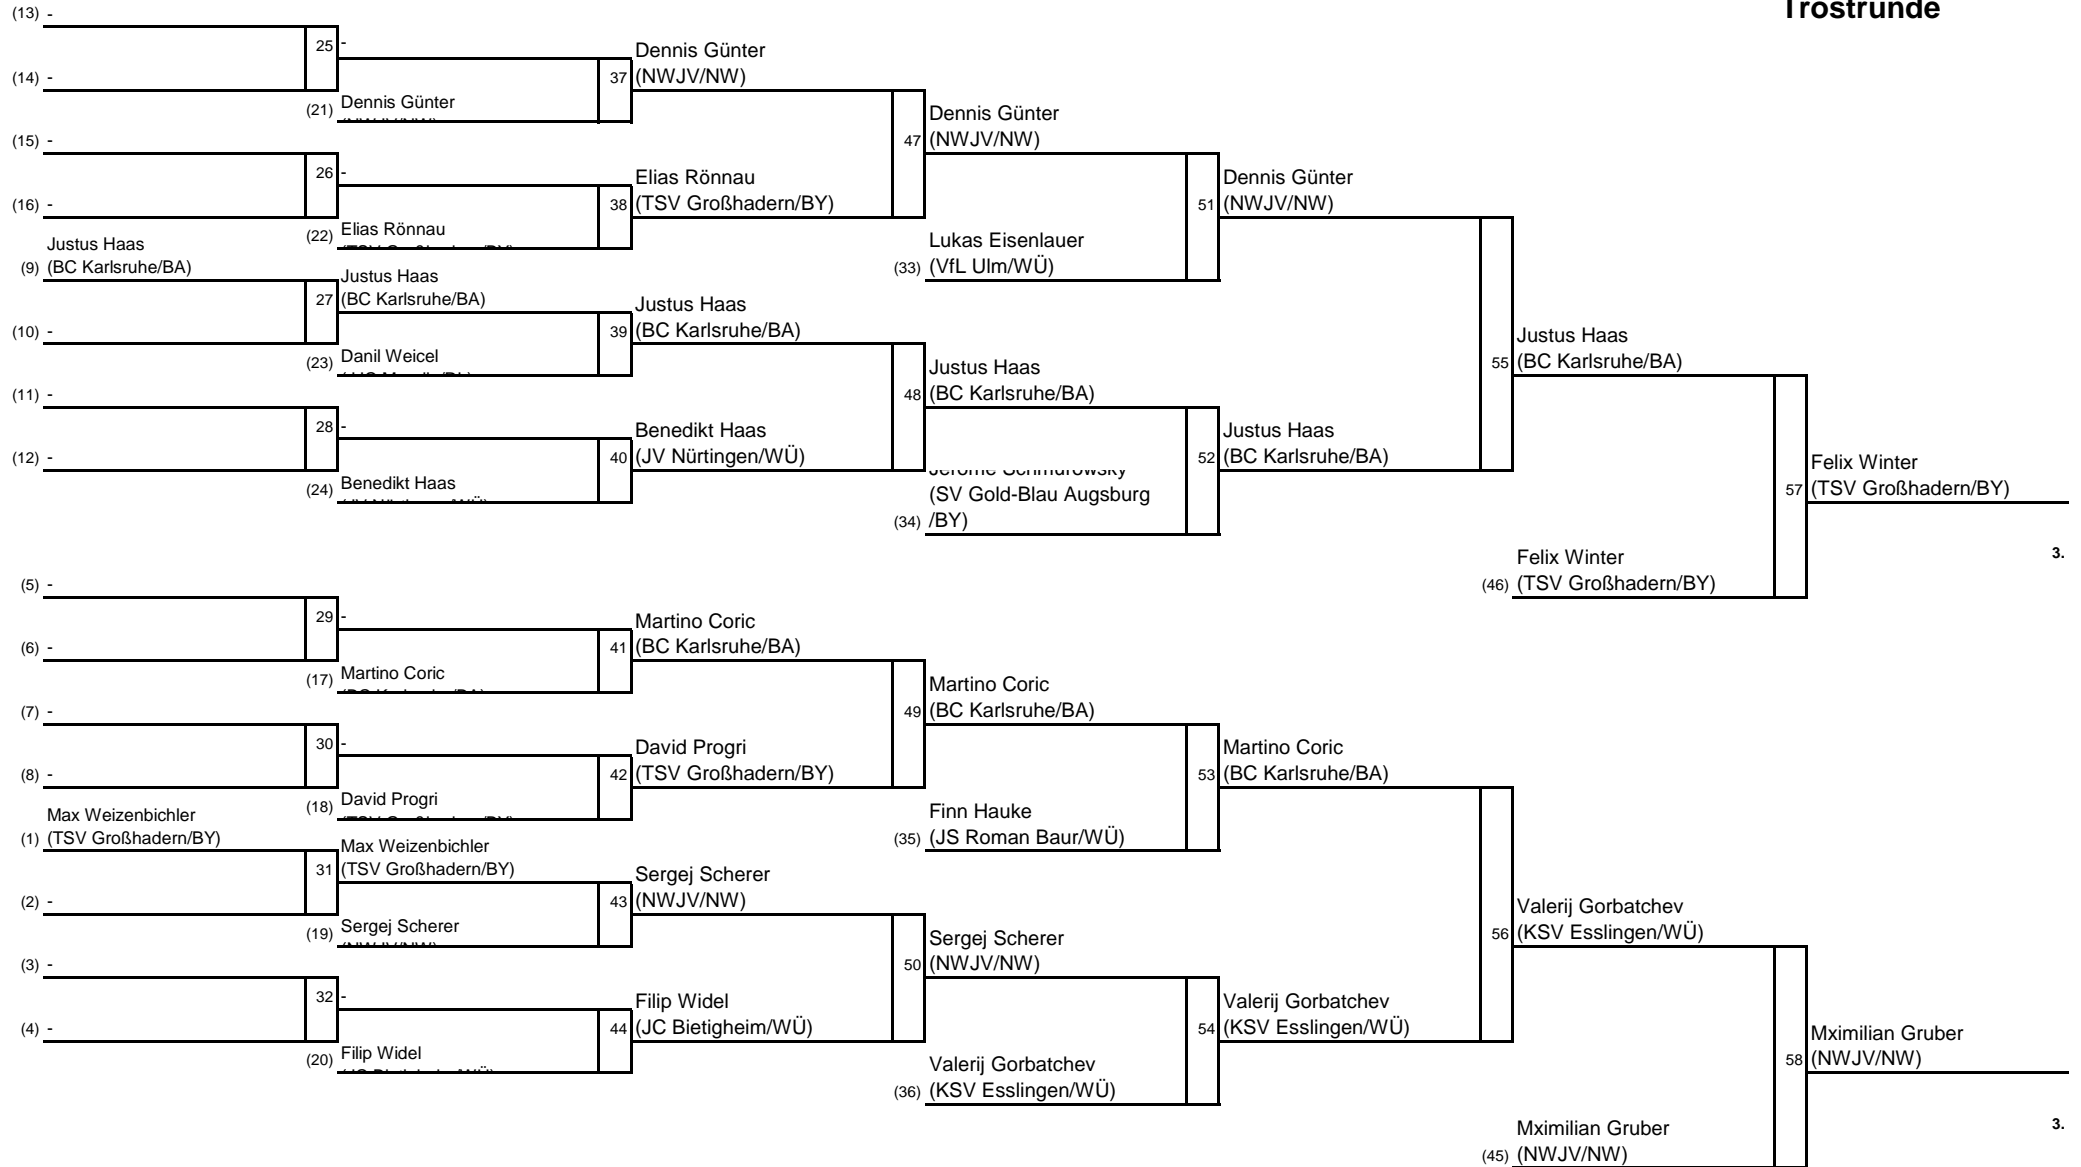 Trostrunde
(13) -
25 -
(14) -
(21) Dennis Günter
37 Dennis Günter
(NWJV/NW)
(15) -
26 -
(16) -
(22) Elias Rönnau
38 Elias Rönnau
(TSV Großhadern/BY)
47 Dennis Günter
(NWJV/NW)
(33) Lukas Eisenlauer
(VfL Ulm/WÜ)
51 Dennis Günter
(NWJV/NW)
Justus Haas
(9) (BC Karlsruhe/BA)
27 Justus Haas
(BC Karlsruhe/BA)
(10) -
(23) Danil Weicel
39 Justus Haas
(BC Karlsruhe/BA)
(11) -
28 -
(12) -
(24) Benedikt Haas
40 Benedikt Haas
(JV Nürtingen/WÜ)
48 Justus Haas
(BC Karlsruhe/BA)
(SV Gold-Blau Augsburg
(34) /BY)
52 Justus Haas
(BC Karlsruhe/BA)
55 Justus Haas
(BC Karlsruhe/BA)
Felix Winter
(46) (TSV Großhadern/BY)
57 Felix Winter
(TSV Großhadern/BY)
3.
(5) -
29 -
(6) -
(17) Martino Coric
41 Martino Coric
(BC Karlsruhe/BA)
(7) -
30 -
(8) -
(18) David Progri
42 David Progri
(TSV Großhadern/BY)
49 Martino Coric
(BC Karlsruhe/BA)
Finn Hauke
(35) (JS Roman Baur/WÜ)
53 Martino Coric
(BC Karlsruhe/BA)
Max Weizenbichler
(1) (TSV Großhadern/BY)
31 Max Weizenbichler
(TSV Großhadern/BY)
(2) -
(19) Sergej Scherer
43 Sergej Scherer
(NWJV/NW)
(3) -
32 -
(4) -
(20) Filip Widel
44 Filip Widel
(JC Bietigheim/WÜ)
50 Sergej Scherer
(NWJV/NW)
Valerij Gorbatchev
(36) (KSV Esslingen/WÜ)
54 Valerij Gorbatchev
(KSV Esslingen/WÜ)
56 Valerij Gorbatchev
(KSV Esslingen/WÜ)
Mximilian Gruber
(45) (NWJV/NW)
58 Mximilian Gruber
(NWJV/NW)
3.